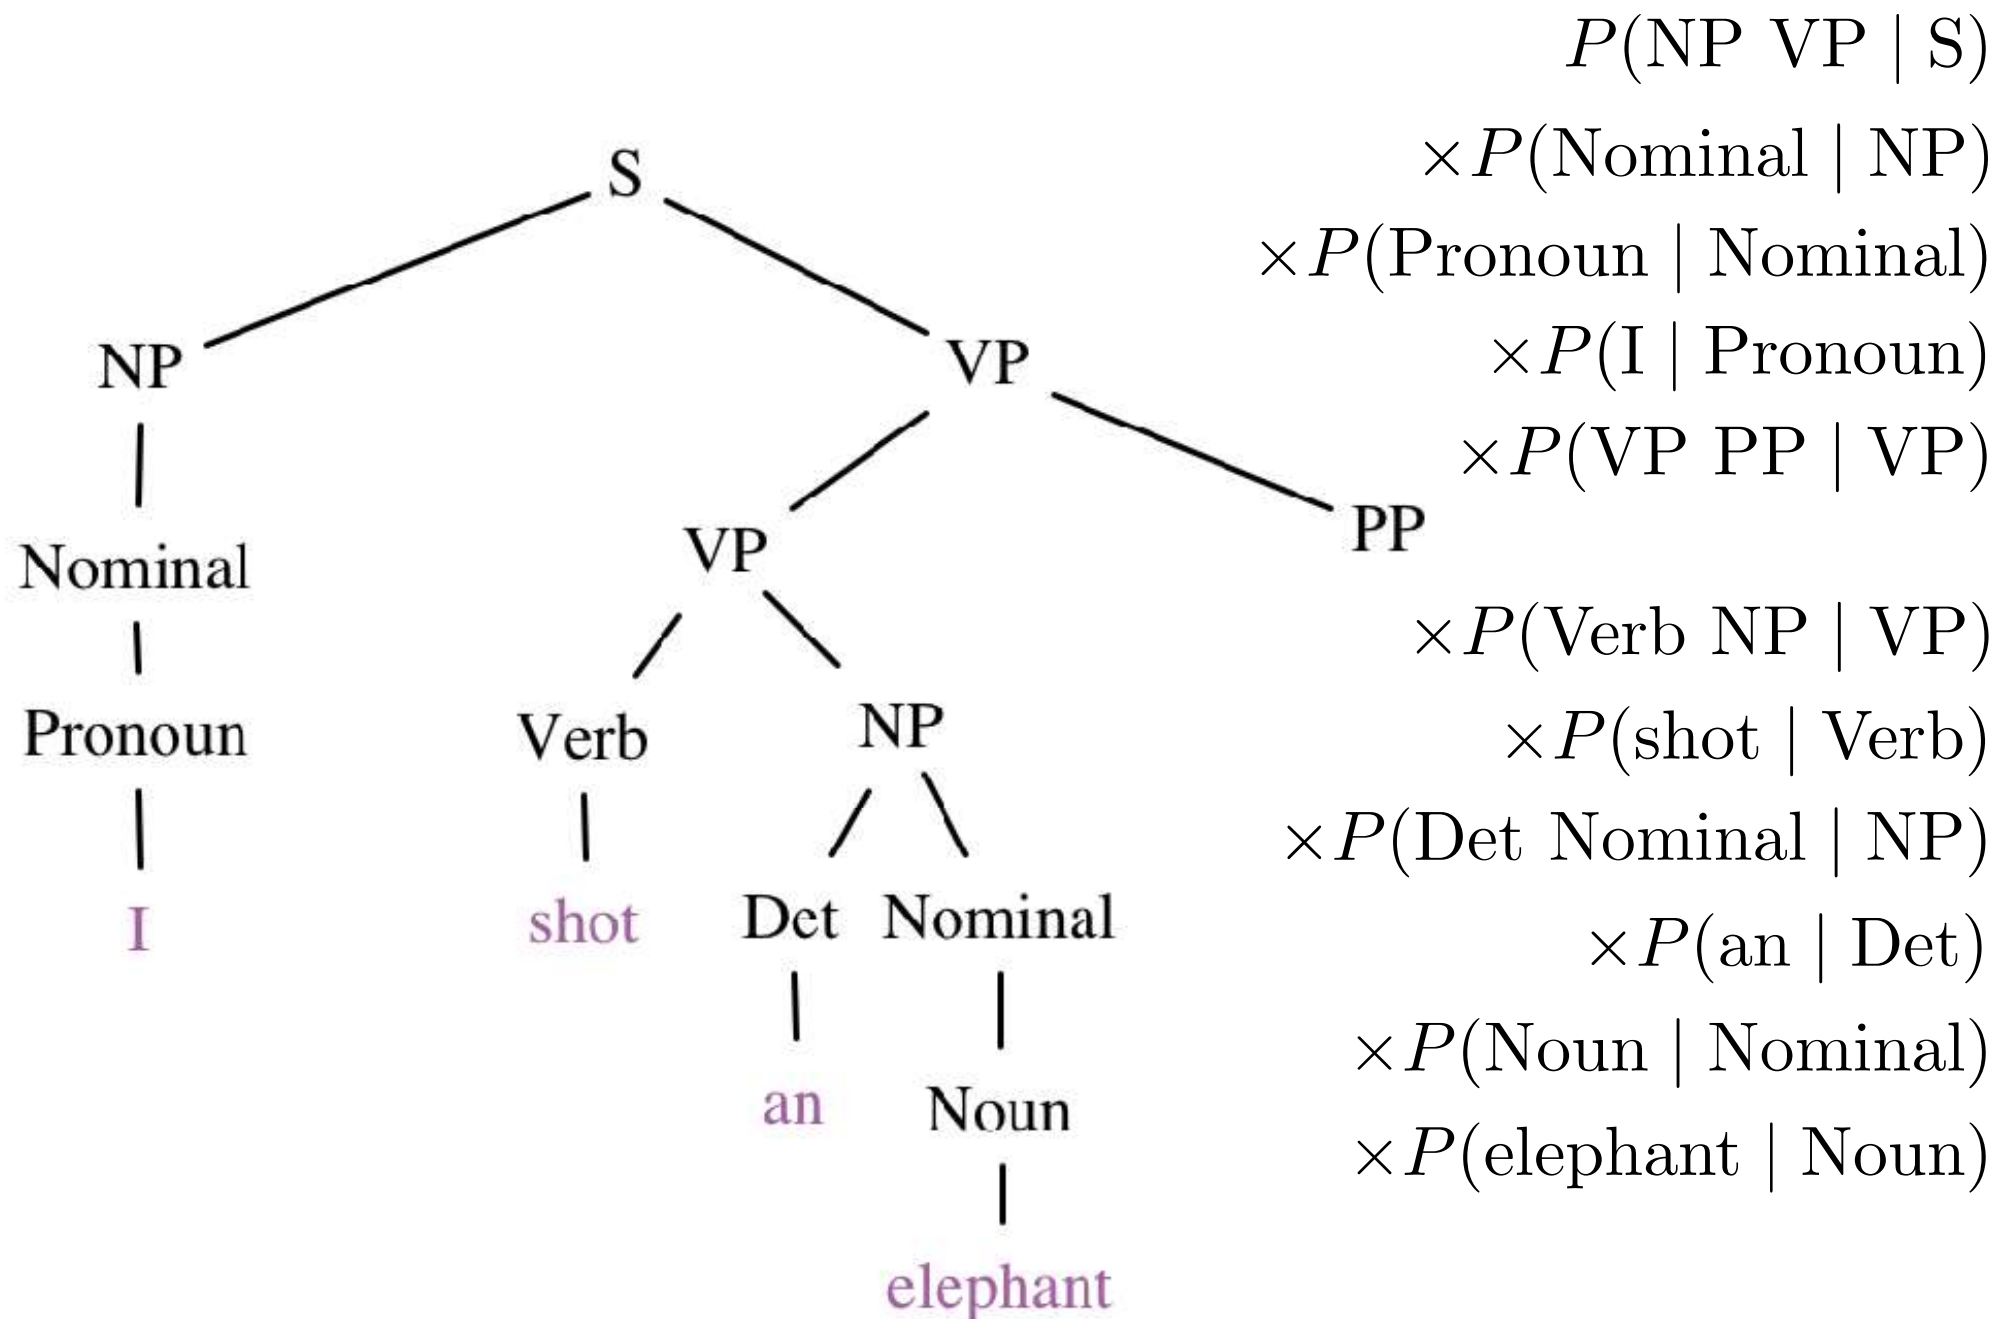 P(NP VP | S)
×P(Nominal | NP)
S
×P(Pronoun | Nominal)
NP VP ×P(I | Pronoun)
×P(VP PP | VP)
Nominal VP PP
×P(Verb NP | VP)
Pronoun Verb NP ×P(shot | Verb)
×P(Det Nominal | NP)
I shot Det Nominal ×P(an | Det)
×P(Noun | Nominal)
an Noun
×P(elephant | Noun)
elephant